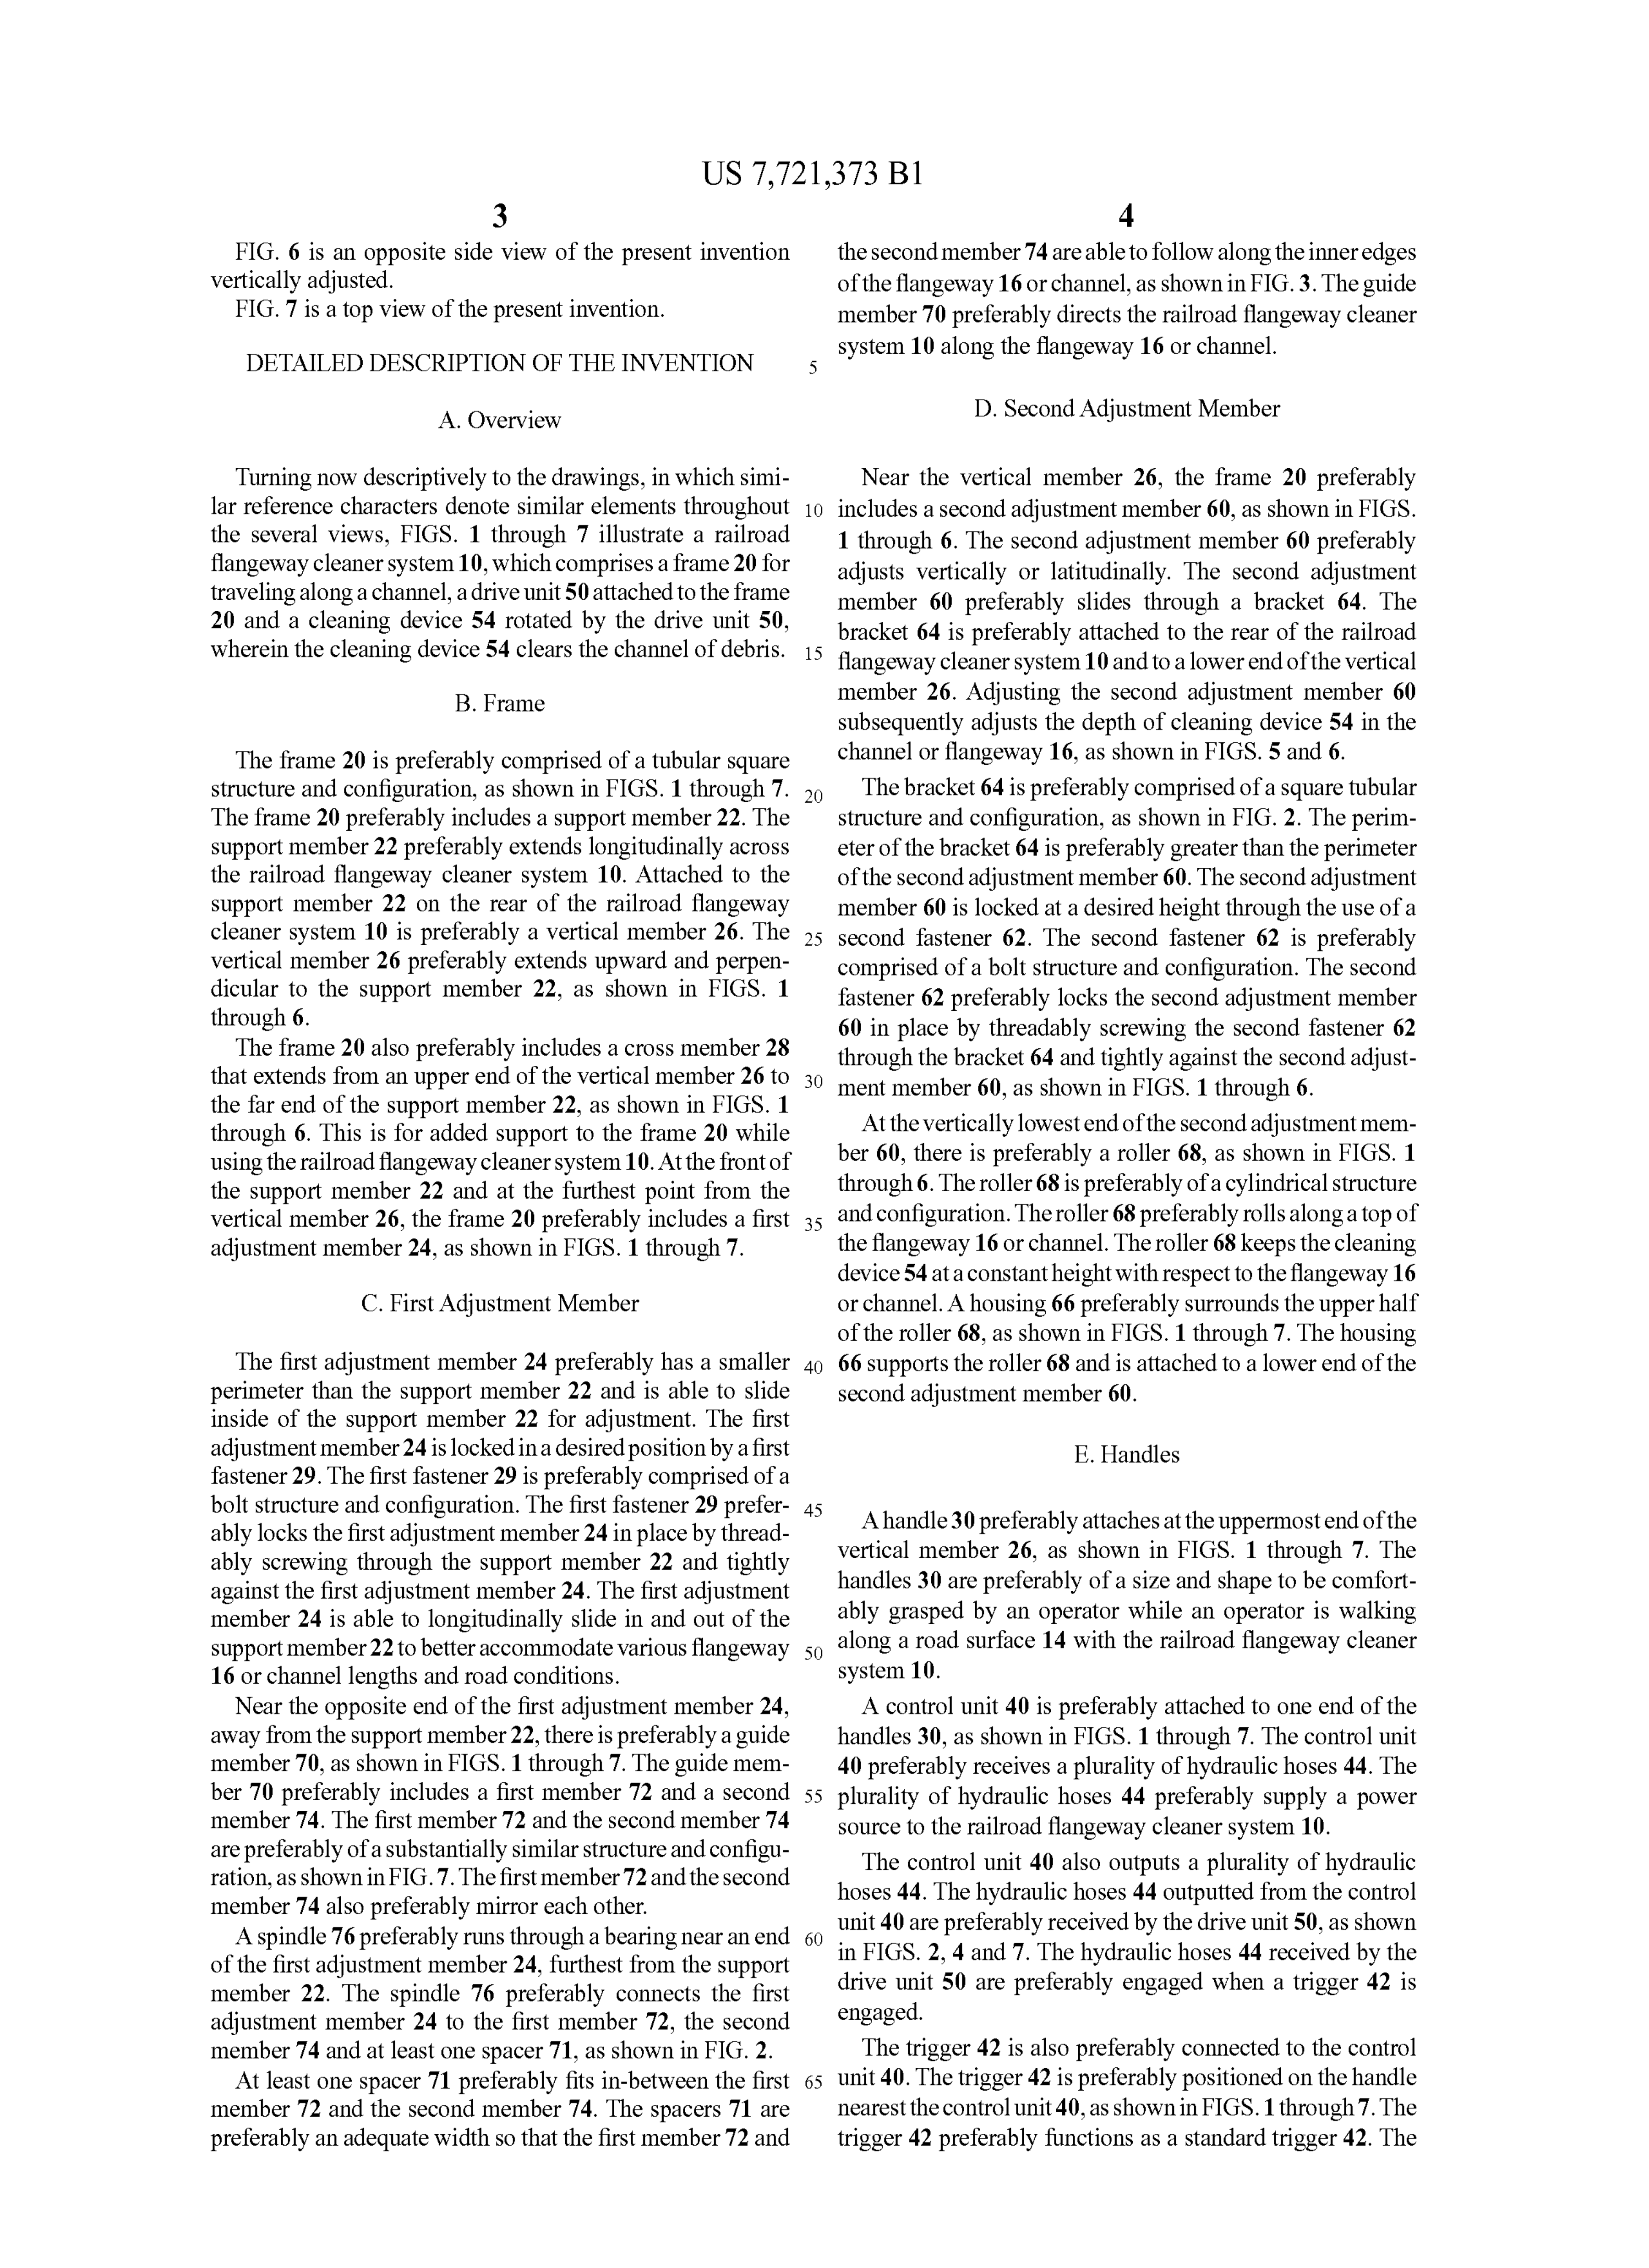 US 7,721,373 B1
3
FIG. 6 is an opposite side view of the present invention
vertically adjusted.
FIG. 7 is a top view of the present invention.
DETAILED DESCRIPTION OF THE INVENTION
A. Overview
Turning now descriptively to the drawings, in which simi-
lar reference characters denote similar elements throughout
the several views, FIGS. 1 through 7 illustrate a railroad
flangeway cleaner system 10, which comprises a frame 20 for
traveling along a channel, a drive unit 50 attached to the frame
20 and a cleaning device 54 rotated by the drive unit 50,
wherein the cleaning device 54 clears the channel of debris.
B. Frame
The frame 20 is preferably comprised of a tubular square
structure and configuration, as shown in FIGS. 1 through 7.
The frame 20 preferably includes a support member 22. The
support member 22 preferably extends longitudinally across
the railroad flangeway cleaner system 10. Attached to the
support member 22 on the rear of the railroad flangeway
cleaner system 10 is preferably a vertical member 26. The
vertical member 26 preferably extends upward and perpen-
dicular to the support member 22, as shown in FIGS. 1
through 6.
The frame 20 also preferably includes a cross member 28
that extends from an upper end of the vertical member 26 to
the far end of the support member 22, as shown in FIGS. 1
through 6. This is for added support to the frame 20 while
using the railroad flangeway cleaner system 10. At the front of
the support member 22 and at the furthest point from the
vertical member 26, the frame 20 preferably includes a first
adjustment member 24, as shown in FIGS. 1 through 7.
C. First Adjustment Member
The first adjustment member 24 preferably has a smaller
perimeter than the support member 22 and is able to slide
inside of the support member 22 for adjustment. The first
adjustment member 24 is locked in a desired position by a first
fastener 29. The first fastener 29 is preferably comprised of a
bolt structure and configuration. The first fastener 29 prefer-
ably locks the first adjustment member 24 in place by thread-
ably screwing through the support member 22 and tightly
against the first adjustment member 24. The first adjustment
member 24 is able to longitudinally slide in and out of the
support member 22 to better accommodate various flangeway
16 or channel lengths and road conditions.
Near the opposite end of the first adjustment member 24,
away from the support member 22, there is preferably a guide
member 70, as shown in FIGS. 1 through 7. The guide mem-
ber 70 preferably includes a first member 72 and a second
member 74. The first member 72 and the second member 74
are preferably of a substantially similar structure and configu-
ration, as shown in FIG. 7. The first member 72 and the second
member 74 also preferably mirror each other.
A spindle 76 preferably runs through a bearing near an end
of the first adjustment member 24, furthest from the support
member 22. The spindle 76 preferably connects the first
adjustment member 24 to the first member 72, the second
member 74 and at least one spacer 71, as shown in FIG. 2.
At least one spacer 71 preferably fits in-between the first
member 72 and the second member 74. The spacers 71 are
preferably an adequate width so that the first member 72 and
5
10
15
20
25
30
35
40
45
50
55
60
65
4
the second member 74 are able to follow along the inner edges
of the flangeway 16 or channel, as shown in FIG. 3. The guide
member 70 preferably directs the railroad flangeway cleaner
system 10 along the flangeway 16 or channel.
D. Second Adjustment Member
Near the vertical member 26, the frame 20 preferably
includes a second adjustment member 60, as shown in FIGS.
1 through 6. The second adjustment member 60 preferably
adjusts vertically or latitudinally. The second adjustment
member 60 preferably slides through a bracket 64. The
bracket 64 is preferably attached to the rear of the railroad
flangeway cleaner system 10 and to a lower end of the vertical
member 26. Adjusting the second adjustment member 60
subsequently adjusts the depth of cleaning device 54 in the
channel or flangeway 16, as shown in FIGS. 5 and 6.
The bracket 64 is preferably comprised of a square tubular
structure and configuration, as shown in FIG. 2. The perim-
eter of the bracket 64 is preferably greater than the perimeter
of the second adjustment member 60. The second adjustment
member 60 is locked at a desired height through the use of a
second fastener 62. The second fastener 62 is preferably
comprised of a bolt structure and configuration. The second
fastener 62 preferably locks the second adjustment member
60 in place by threadably screwing the second fastener 62
through the bracket 64 and tightly against the second adjust-
ment member 60, as shown in FIGS. 1 through 6.
At the vertically lowest end of the second adjustment mem-
ber 60, there is preferably a roller 68, as shown in FIGS. 1
through 6. The roller 68 is preferably of a cylindrical structure
and configuration. The roller 68 preferably rolls along a top of
the flangeway 16 or channel. The roller 68 keeps the cleaning
device 54 at a constant height with respect to the flangeway 16
or channel. A housing 66 preferably surrounds the upper half
of the roller 68, as shown in FIGS. 1 through 7. The housing
66 supports the roller 68 and is attached to a lower end of the
second adjustment member 60.
E. Handles
A handle 30 preferably attaches at the uppermost end of the
vertical member 26, as shown in FIGS. 1 through 7. The
handles 30 are preferably of a size and shape to be comfort-
ably grasped by an operator while an operator is walking
along a road surface 14 with the railroad flangeway cleaner
system 10.
A control unit 40 is preferably attached to one end of the
handles 30, as shown in FIGS. 1 through 7. The control unit
40 preferably receives a plurality of hydraulic hoses 44. The
plurality of hydraulic hoses 44 preferably supply a power
source to the railroad flangeway cleaner system 10.
The control unit 40 also outputs a plurality of hydraulic
hoses 44. The hydraulic hoses 44 outputted from the control
unit 40 are preferably received by the drive unit 50, as shown
in FIGS. 2, 4 and 7. The hydraulic hoses 44 received by the
drive unit 50 are preferably engaged when a trigger 42 is
engaged.
The trigger 42 is also preferably connected to the control
unit 40. The trigger 42 is preferably positioned on the handle
nearest the control unit 40, as shown in FIGS. 1 through 7. The
trigger 42 preferably functions as a standard trigger 42. The